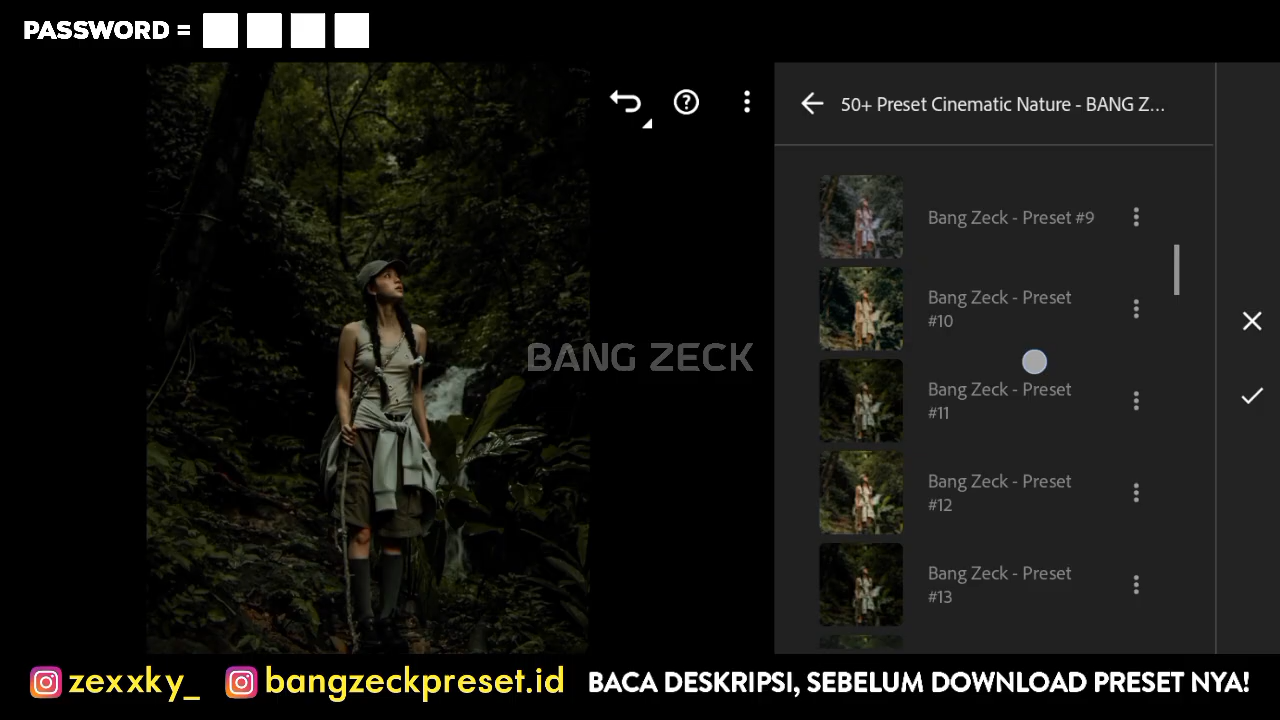 PASSWORD =
50+ Preset Cinematic Nature - BANG Z...
Bang Zeck - Preset #9
Bang Zeck - Preset
#10
BANG ZECK
Bang Zeck - Preset
#11
Bang Zeck - Preset
#12
Bang Zeck - Preset
#13
zexxky_ bangzeckpreset.id BACA DESKRIPSI, SEBELUM DOWNLOAD PRESET NYA!